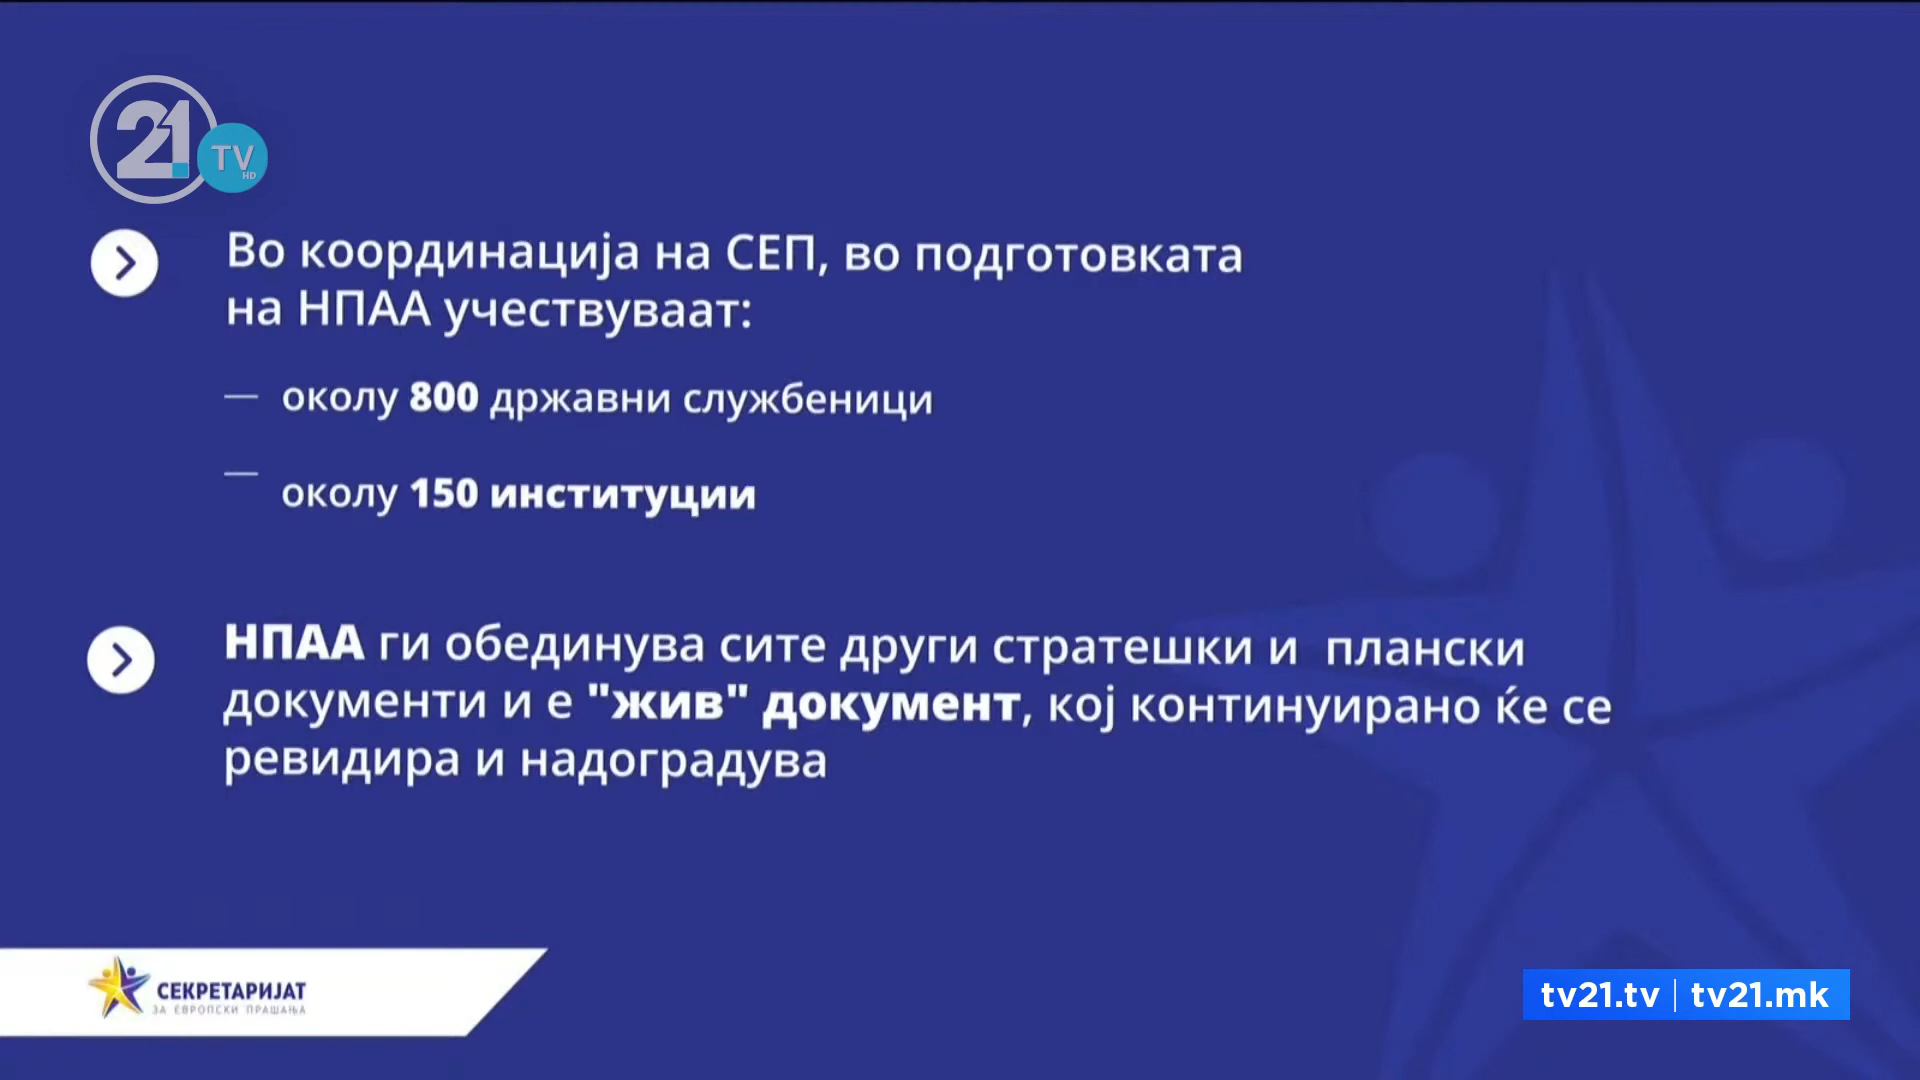 21
TV
HD
Во координација на СЕП, во подготовката
на НПАА учествуваат:
— околу 800 државни службеници
— околу 150 институции
НПАА ги обединува сите други стратешки и плански
документи и е "жив" документ, кој континуирано ќе се
ревидира и надоградува
СЕКРЕТАРИЈАТ
ЗА ЕВРОПСКИ ПРАШАЊА
tv21.tv | tv21.mk